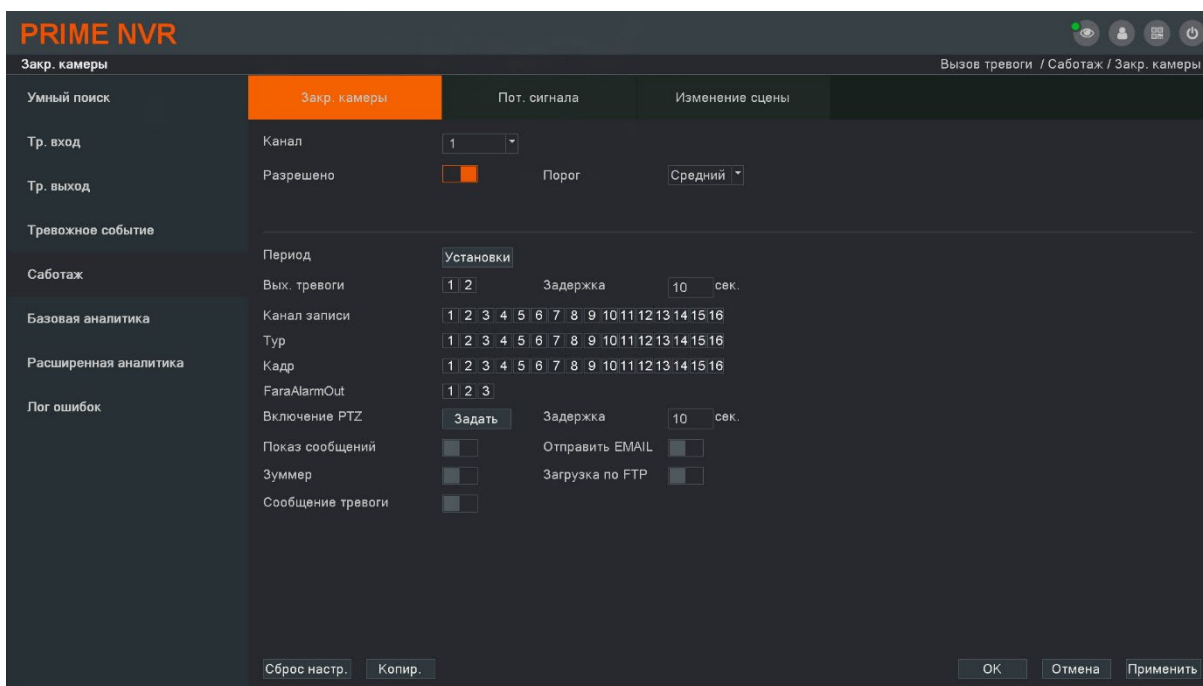 PRIME NVR
Закр. камеры
Вызов тревоги / Саботаж / Закр. камеры
Умный поиск
Тр. вход
Тр. выход
Тревожное событие
Саботаж
Базовая аналитика
Расширенная аналитика
Лог ошибок
Закр. камеры Пот. сигнала Изменение сцены
Канал 1
Разрешено Порог Средний
Период Установки
Вых. тревоги 1 2 Задержка 10 сек.
Канал записи 1 2 3 4 5 6 7 8 9 10 11 12 13 14 15 16
Тур 1 2 3 4 5 6 7 8 9 10 11 12 13 14 15 16
Кадр 1 2 3 4 5 6 7 8 9 10 11 12 13 14 15 16
FaraAlarmOut 1 2 3
Включение PTZ Задать Задержка 10 сек.
Показ сообщений Отправить EMAIL
Зуммер Загрузка по FTP
Сообщение тревоги
Сброс настр. Копир. OK Отмена Применить